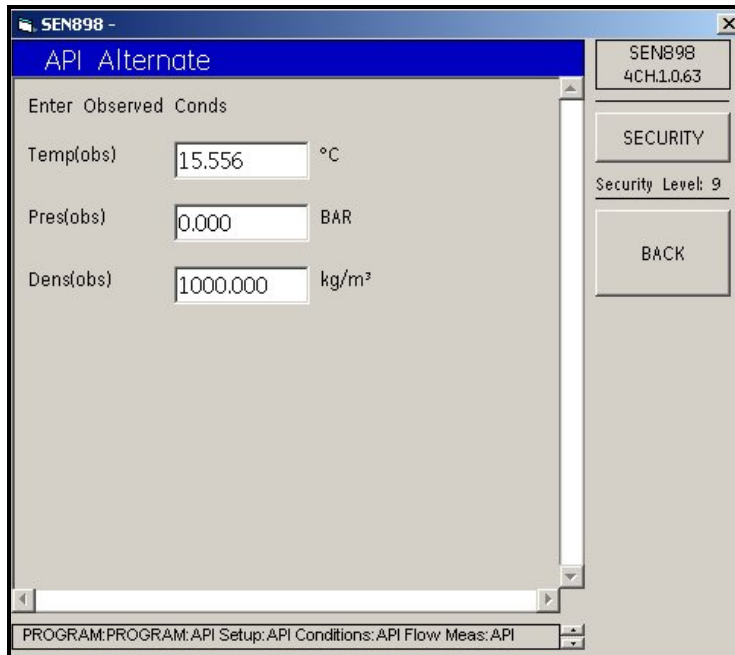 SEN898 -
API Alternate
Enter Observed Conds
Temp(obs) 15.556 °C
Pres(obs) 0.000 BAR
Dens(obs) 1000.000 kg/m³
SEN898
4CH.1.0.63
SECURITY
Security Level: 9
BACK
PROGRAM:PROGRAM:API Setup:API Conditions:API Flow Meas:API